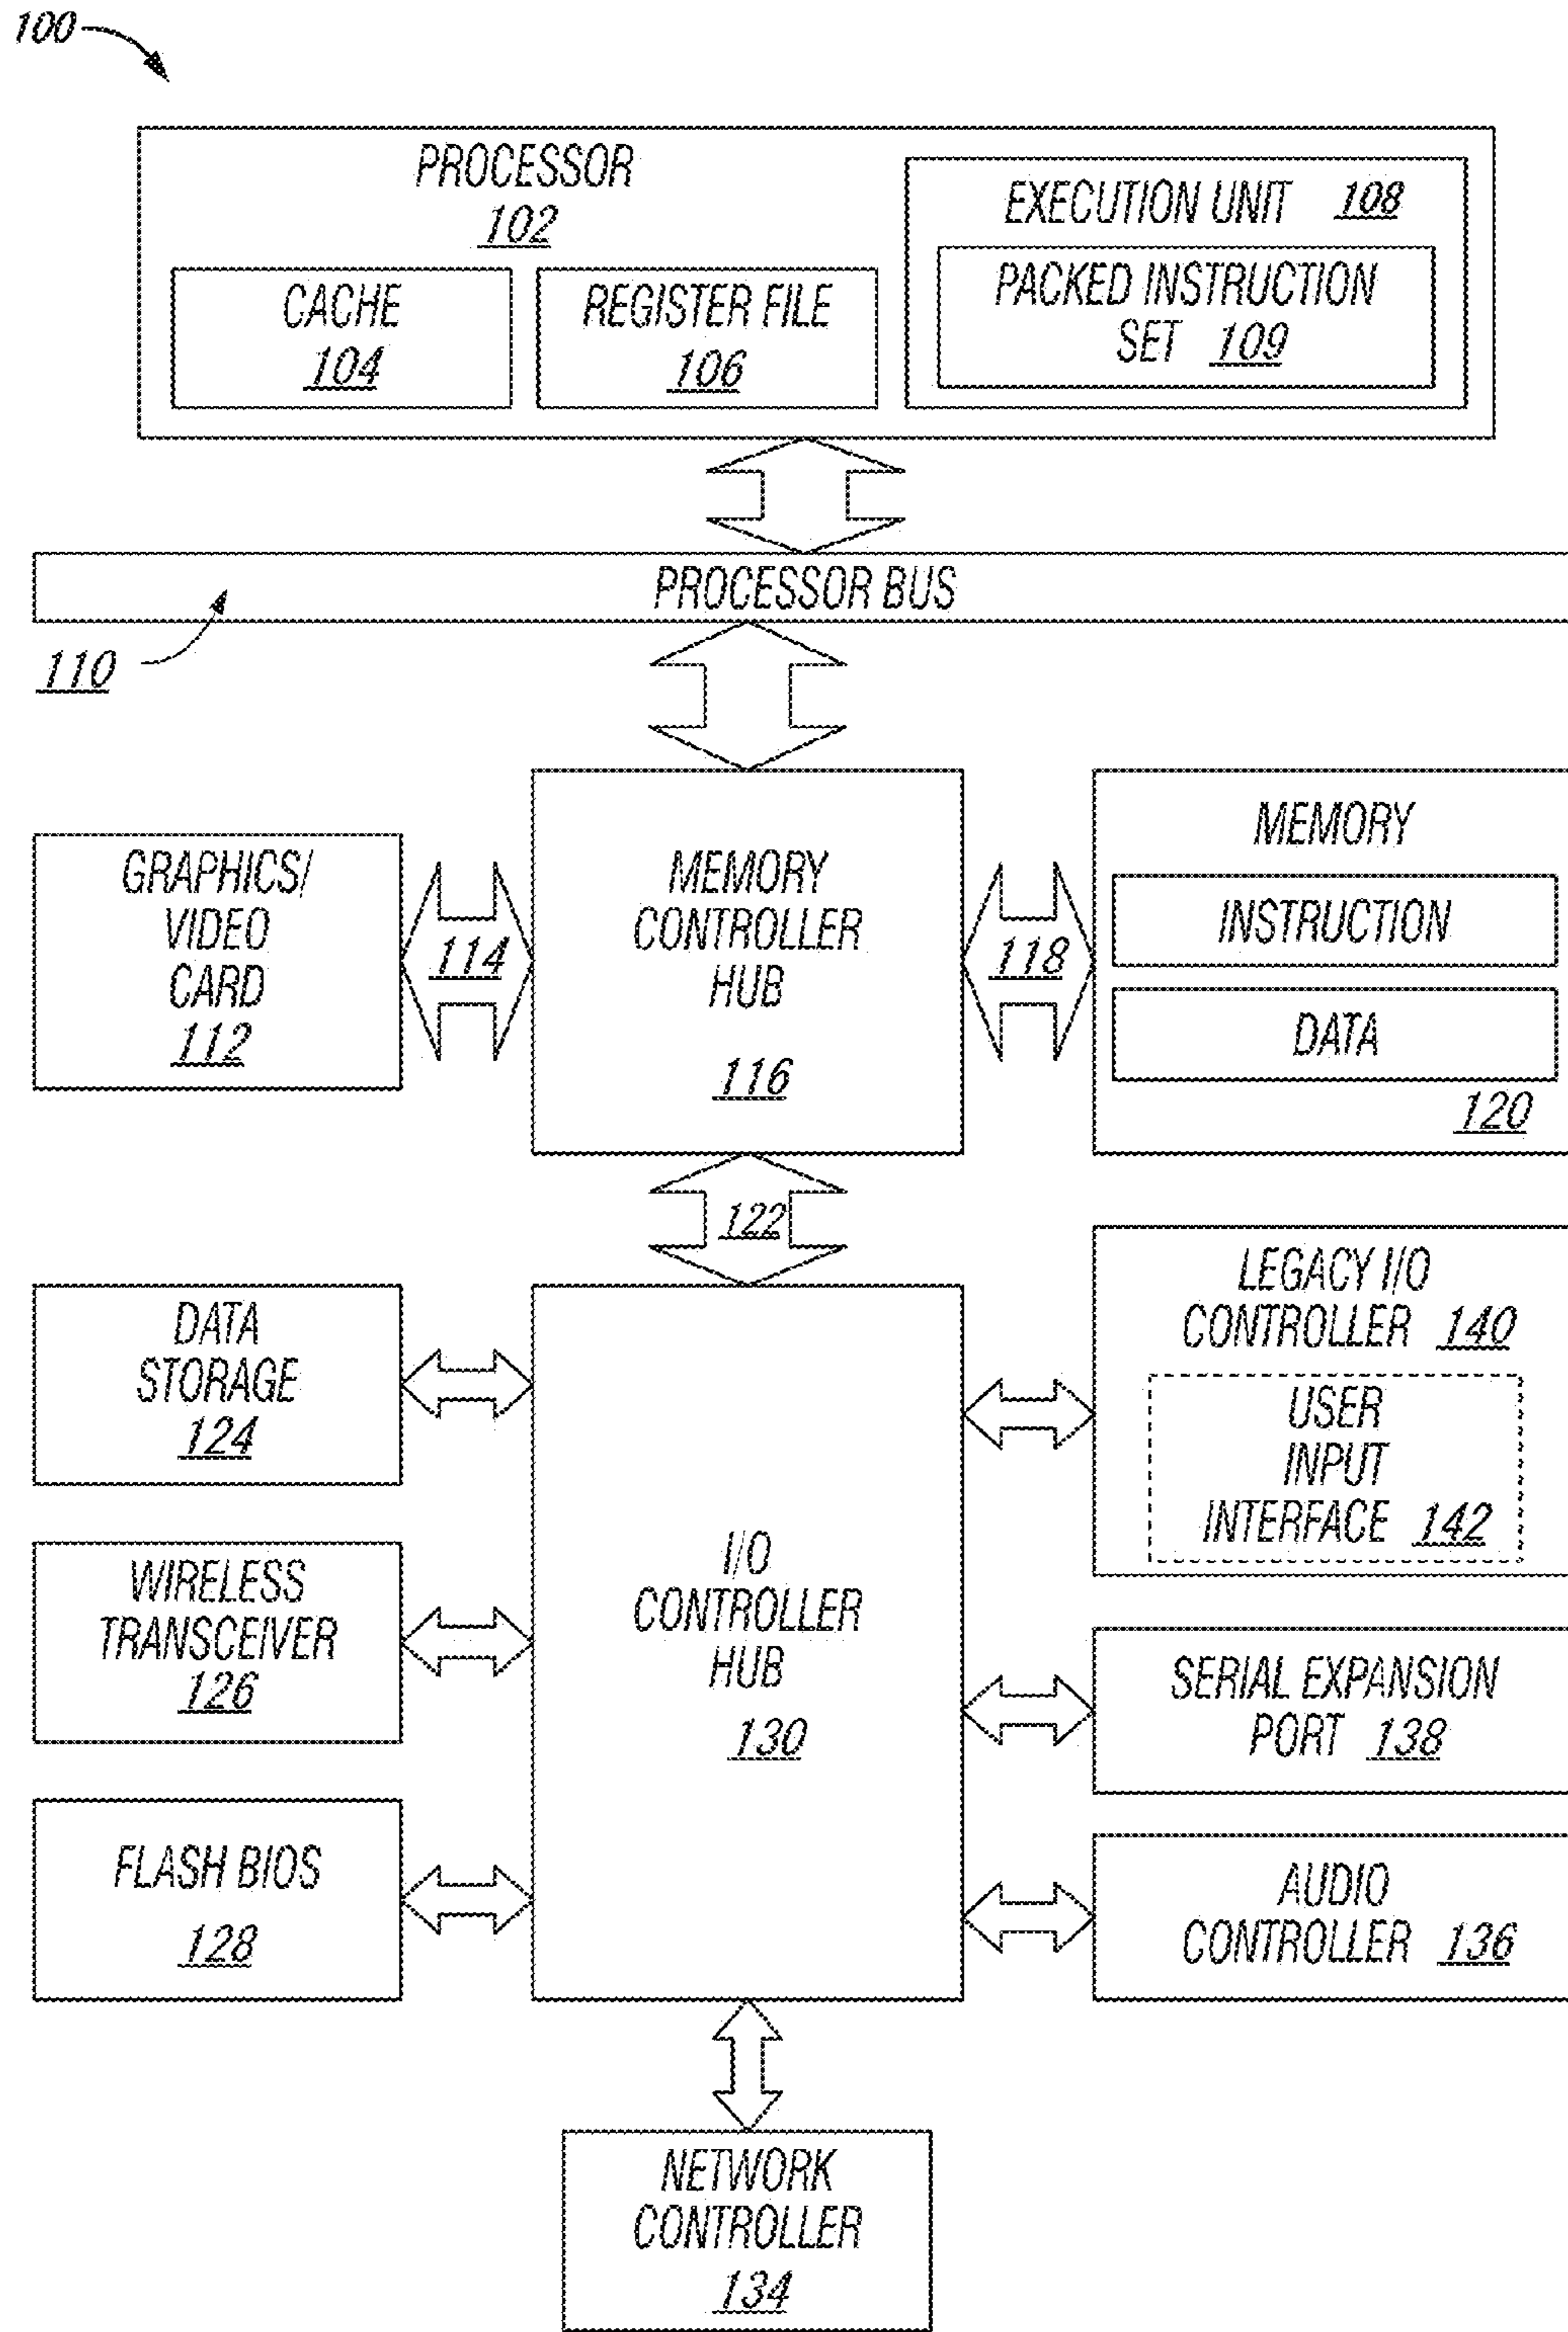 100
PROCESSOR
102
CACHE
104
REGISTER FILE
106
EXECUTION UNIT 108
PACKED INSTRUCTION
SET 109
PROCESSOR BUS
110
GRAPHICS/
VIDEO
CARD
112
114
MEMORY
CONTROLLER
HUB
116
118
MEMORY
INSTRUCTION
DATA
120
122
DATA
STORAGE
124
WIRELESS
TRANSCEIVER
126
FLASH BIOS
128
I/O
CONTROLLER
HUB
130
LEGACY I/O
CONTROLLER 140
USER
INPUT
INTERFACE 142
SERIAL EXPANSION
PORT 138
AUDIO
CONTROLLER 136
NETWORK
CONTROLLER
134